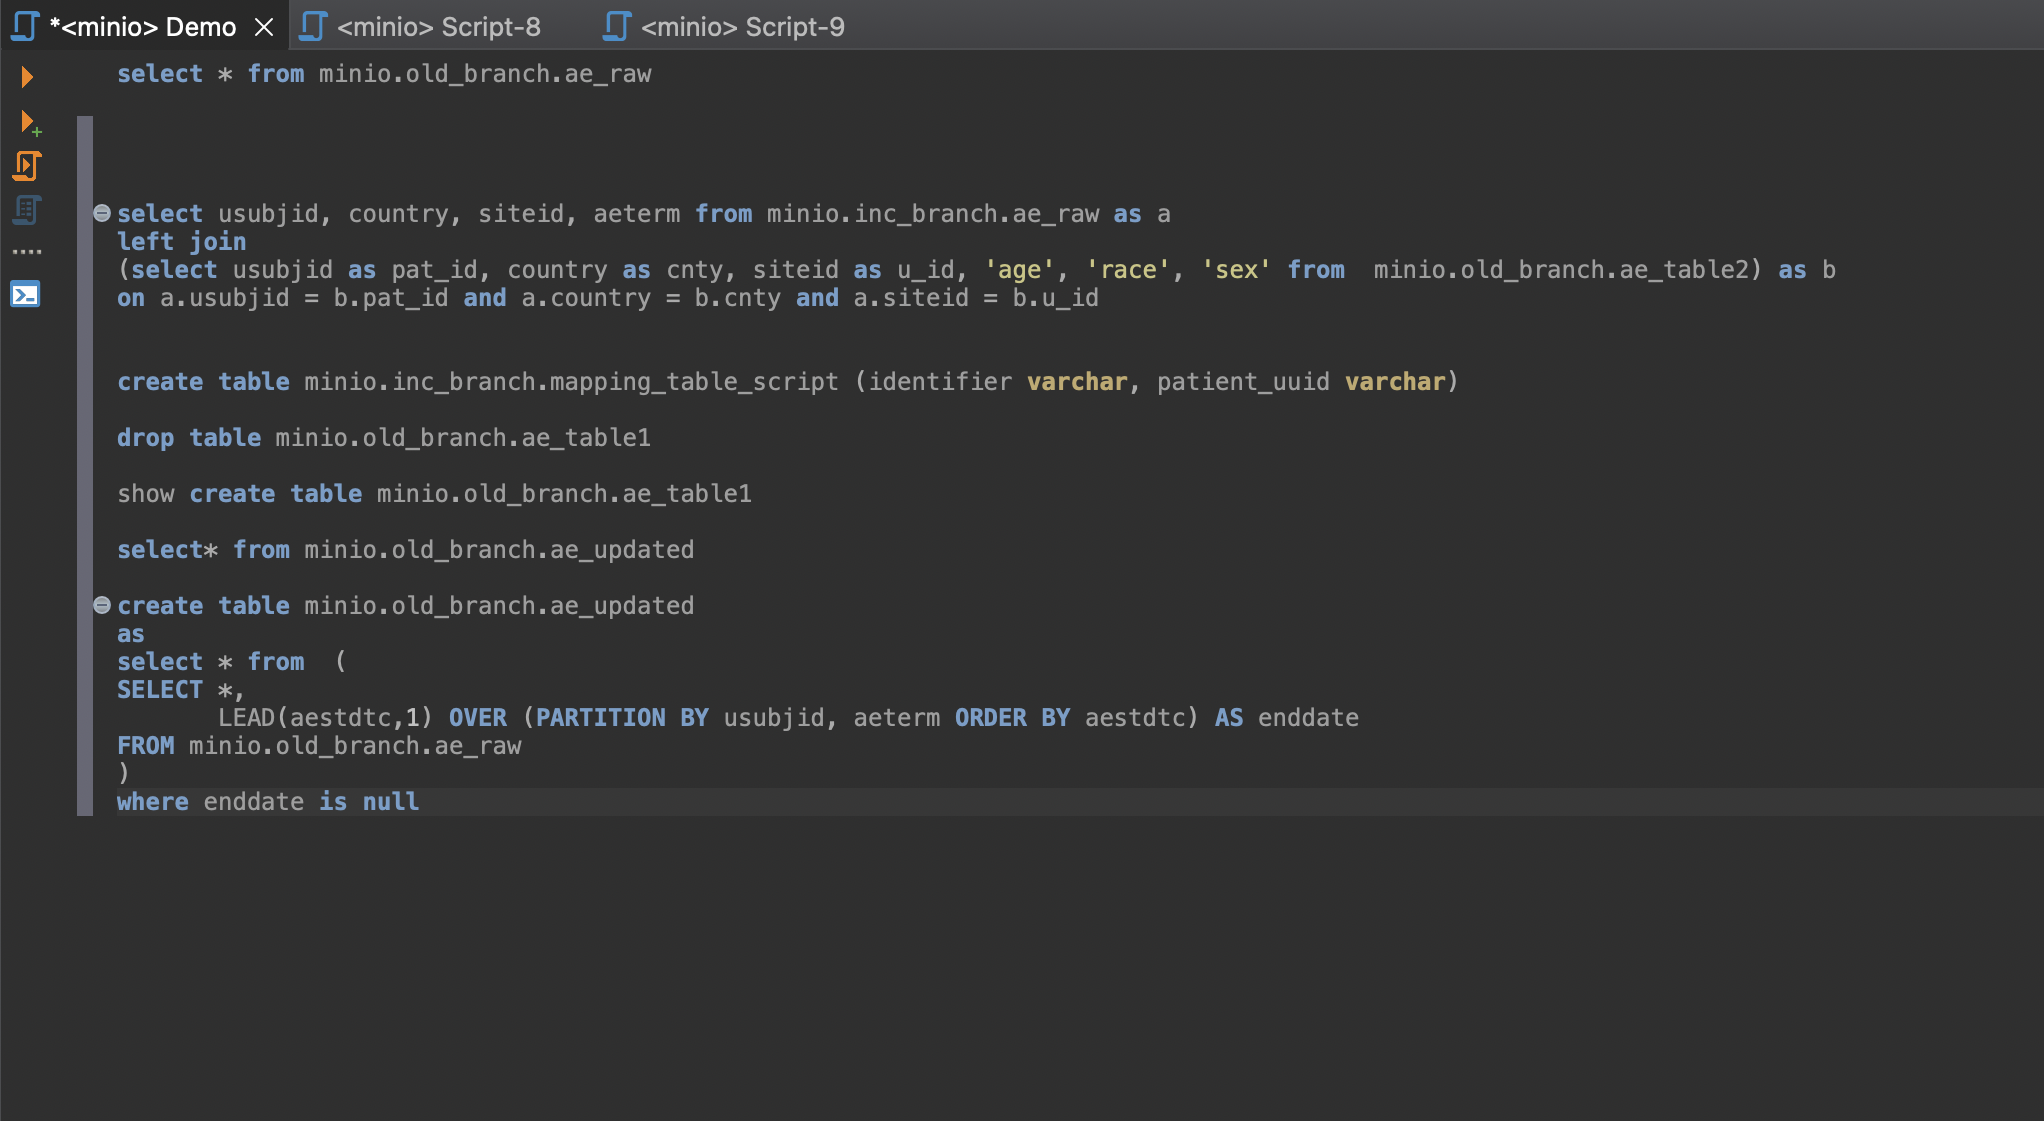 *<minio> Demo
<minio> Script-8
<minio> Script-9
select * from minio.old_branch.ae_raw
select usubjid, country, siteid, aeterm from minio.inc_branch.ae_raw as a
left join
(select usubjid as pat_id, country as cnty, siteid as u_id, 'age', 'race', 'sex' from  minio.old_branch.ae_table2) as b
on a.usubjid = b.pat_id and a.country = b.cnty and a.siteid = b.u_id
create table minio.inc_branch.mapping_table_script (identifier varchar, patient_uuid varchar)
drop table minio.old_branch.ae_table1
show create table minio.old_branch.ae_table1
select* from minio.old_branch.ae_updated
create table minio.old_branch.ae_updated
as
select * from  (
SELECT *,
       LEAD(aestdtc,1) OVER (PARTITION BY usubjid, aeterm ORDER BY aestdtc) AS enddate
FROM minio.old_branch.ae_raw
)
where enddate is null